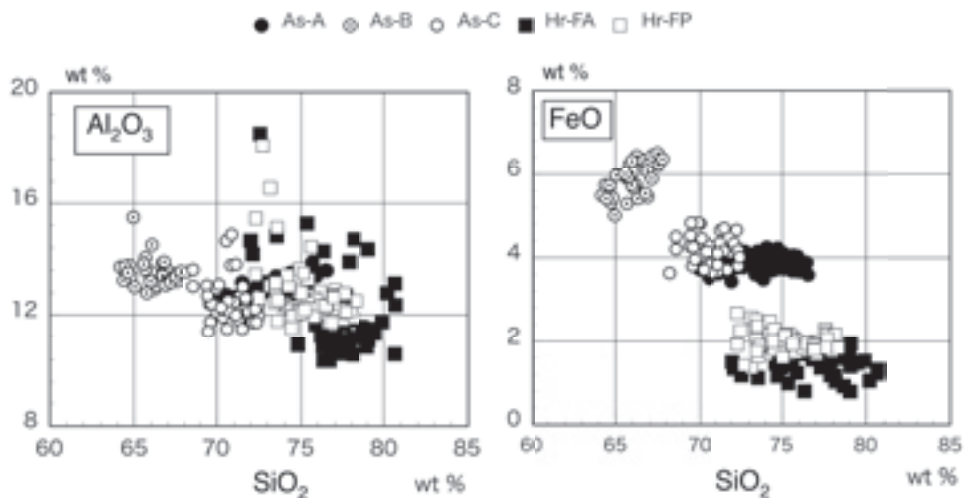 As-A As-B As-C Hr-FA Hr-FP
wt %
20
16
12
8
Al₂O₃
60 65 70 75 80 85
SiO₂ wt %
wt %
8
6
4
2
0
FeO
60 65 70 75 80 85
SiO₂ wt %